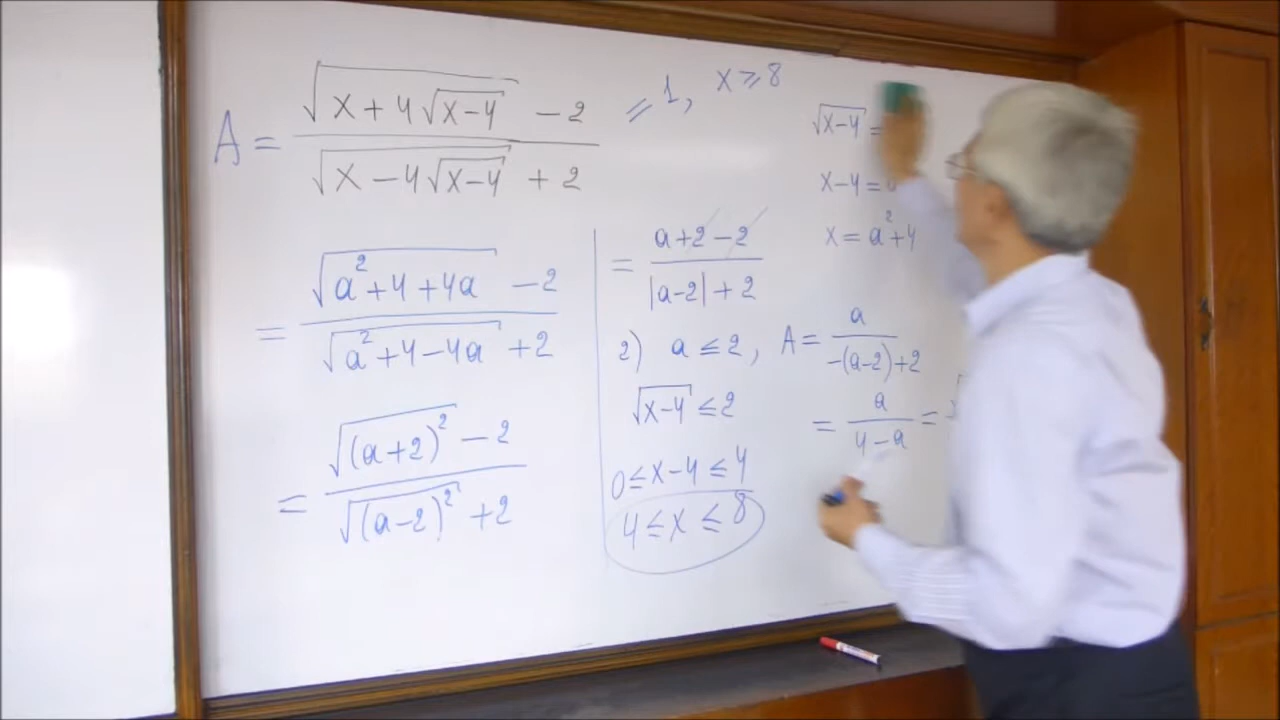 A = (√(x + 4√(x-4)) - 2) / (√(x - 4√(x-4)) + 2) = 1, x ≥ 8
= (√(a² + 4 + 4a) - 2) / (√(a² + 4 - 4a) + 2)
= (√((a+2)²) - 2) / (√((a-2)²) + 2)
= (a + 2 - 2) / (|a-2| + 2)
2) a ≤ 2, A = a / (-(a-2)+2)
√(x-4) ≤ 2
= a / (4-a) =
0 ≤ x-4 ≤ 4
4 ≤ x ≤ 8
√(x-4) =
x-4 =
x = a² + 4